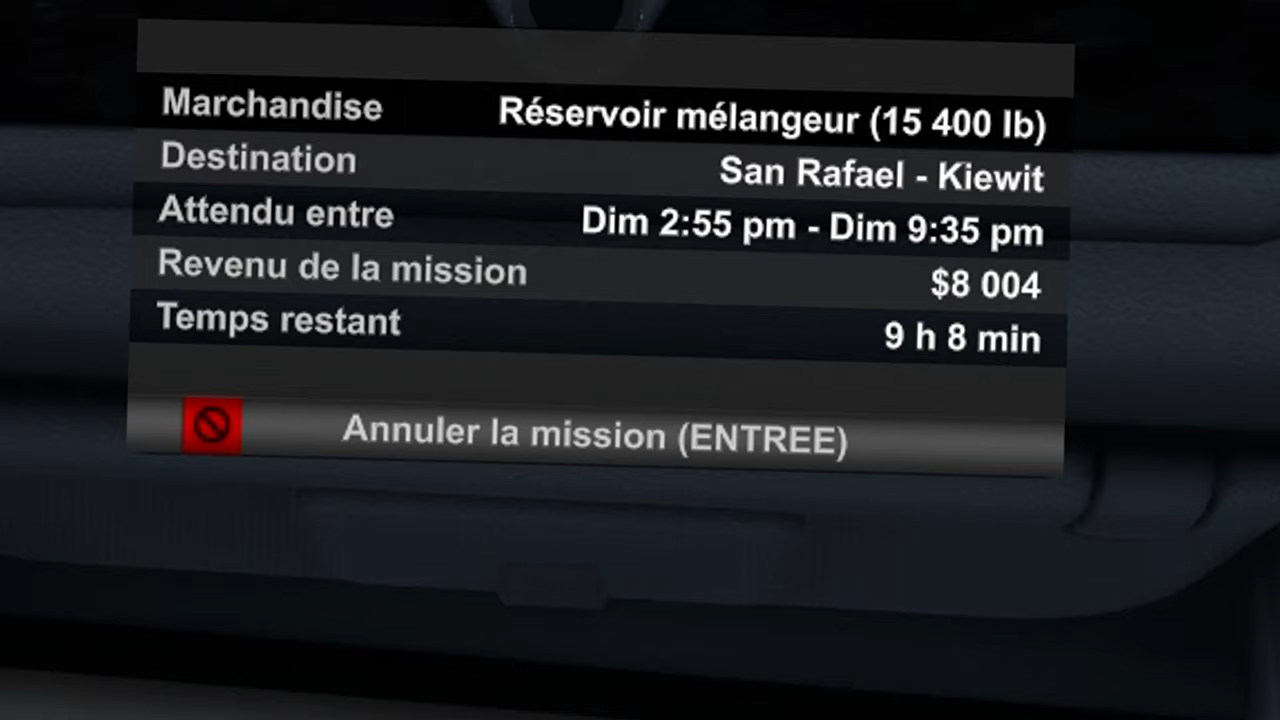 Marchandise Réservoir mélangeur (15 400 lb)
Destination San Rafael - Kiewit
Attendu entre Dim 2:55 pm - Dim 9:35 pm
Revenu de la mission $8 004
Temps restant 9 h 8 min
Annuler la mission (ENTREE)